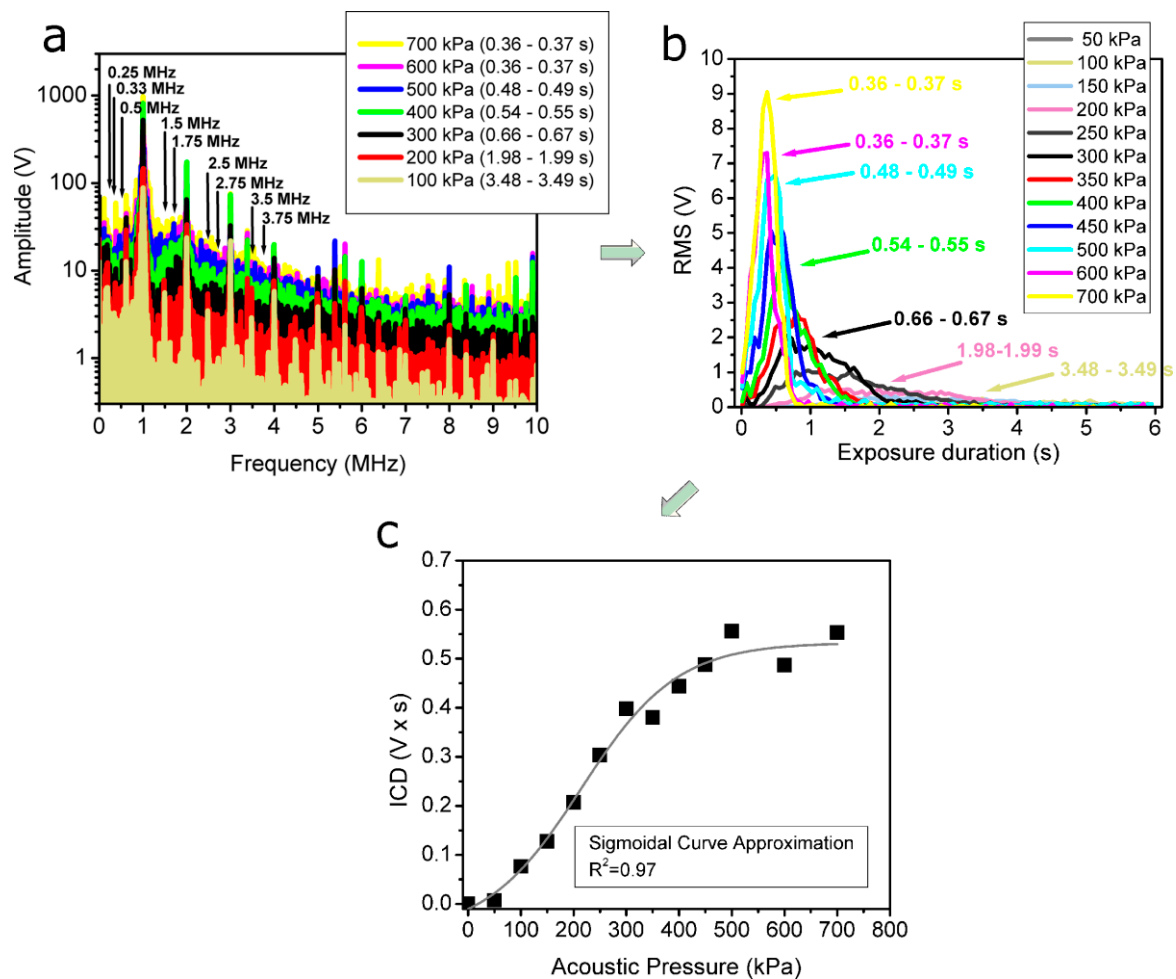 a
0.25 MHz
0.33 MHz
0.5 MHz
1.5 MHz
1.75 MHz
2.5 MHz
2.75 MHz
3.5 MHz
3.75 MHz
700 kPa (0.36 - 0.37 s)
600 kPa (0.36 - 0.37 s)
500 kPa (0.48 - 0.49 s)
400 kPa (0.54 - 0.55 s)
300 kPa (0.66 - 0.67 s)
200 kPa (1.98 - 1.99 s)
100 kPa (3.48 - 3.49 s)
Amplitude (V)
1000
100
10
1
0 1 2 3 4 5 6 7 8 9 10
Frequency (MHz)
b
0.36 - 0.37 s
0.36 - 0.37 s
0.48 - 0.49 s
0.54 - 0.55 s
0.66 - 0.67 s
1.98-1.99 s
3.48 - 3.49 s
50 kPa
100 kPa
150 kPa
200 kPa
250 kPa
300 kPa
350 kPa
400 kPa
450 kPa
500 kPa
600 kPa
700 kPa
RMS (V)
10
9
8
7
6
5
4
3
2
1
0
0 1 2 3 4 5 6
Exposure duration (s)
c
ICD (V x s)
0.7
0.6
0.5
0.4
0.3
0.2
0.1
0.0
Sigmoidal Curve Approximation
R²=0.97
0 100 200 300 400 500 600 700 800
Acoustic Pressure (kPa)